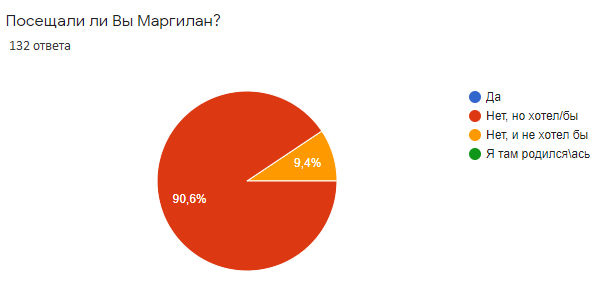 Посещали ли Вы Маргилан?
132 ответа
Да
Нет, но хотел/бы
Нет, и не хотел бы
Я там родился\ась
9,4%
90,6%